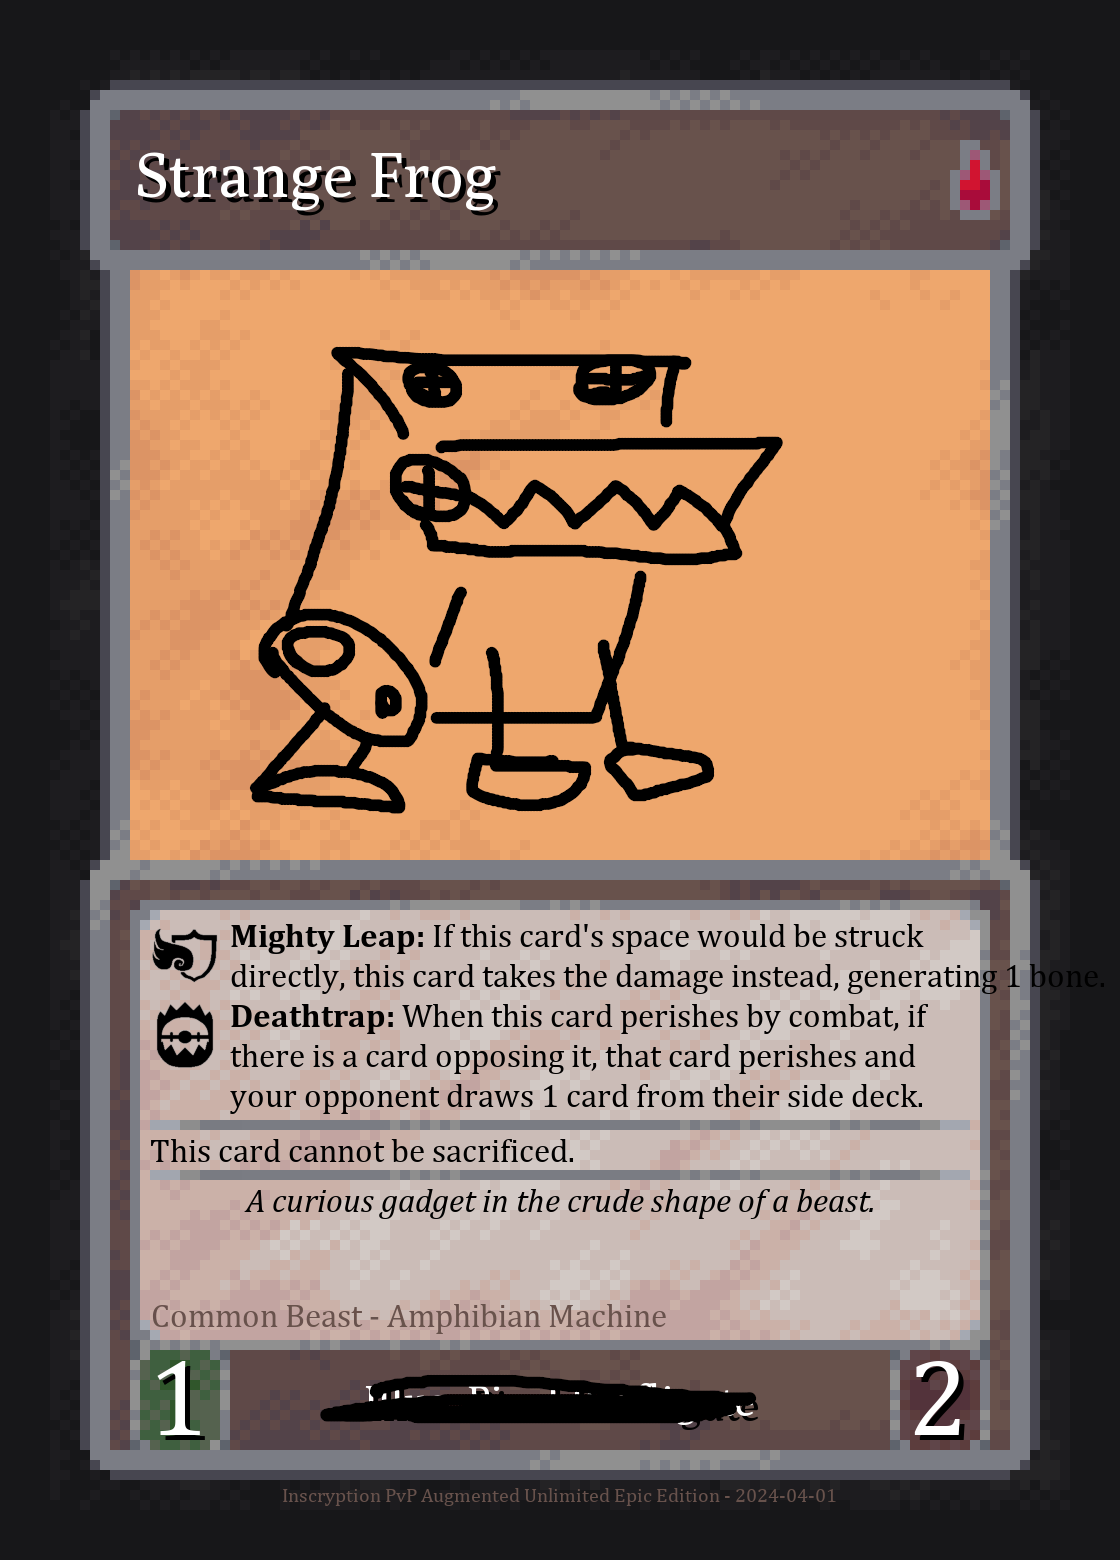 Strange Frog
Mighty Leap: If this card's space would be struck
directly, this card takes the damage instead, generating 1 bone.
Deathtrap: When this card perishes by combat, if
there is a card opposing it, that card perishes and
your opponent draws 1 card from their side deck.
This card cannot be sacrificed.
A curious gadget in the crude shape of a beast.
Common Beast - Amphibian Machine
1
2
Inscryption PvP Augmented Unlimited Epic Edition - 2024-04-01